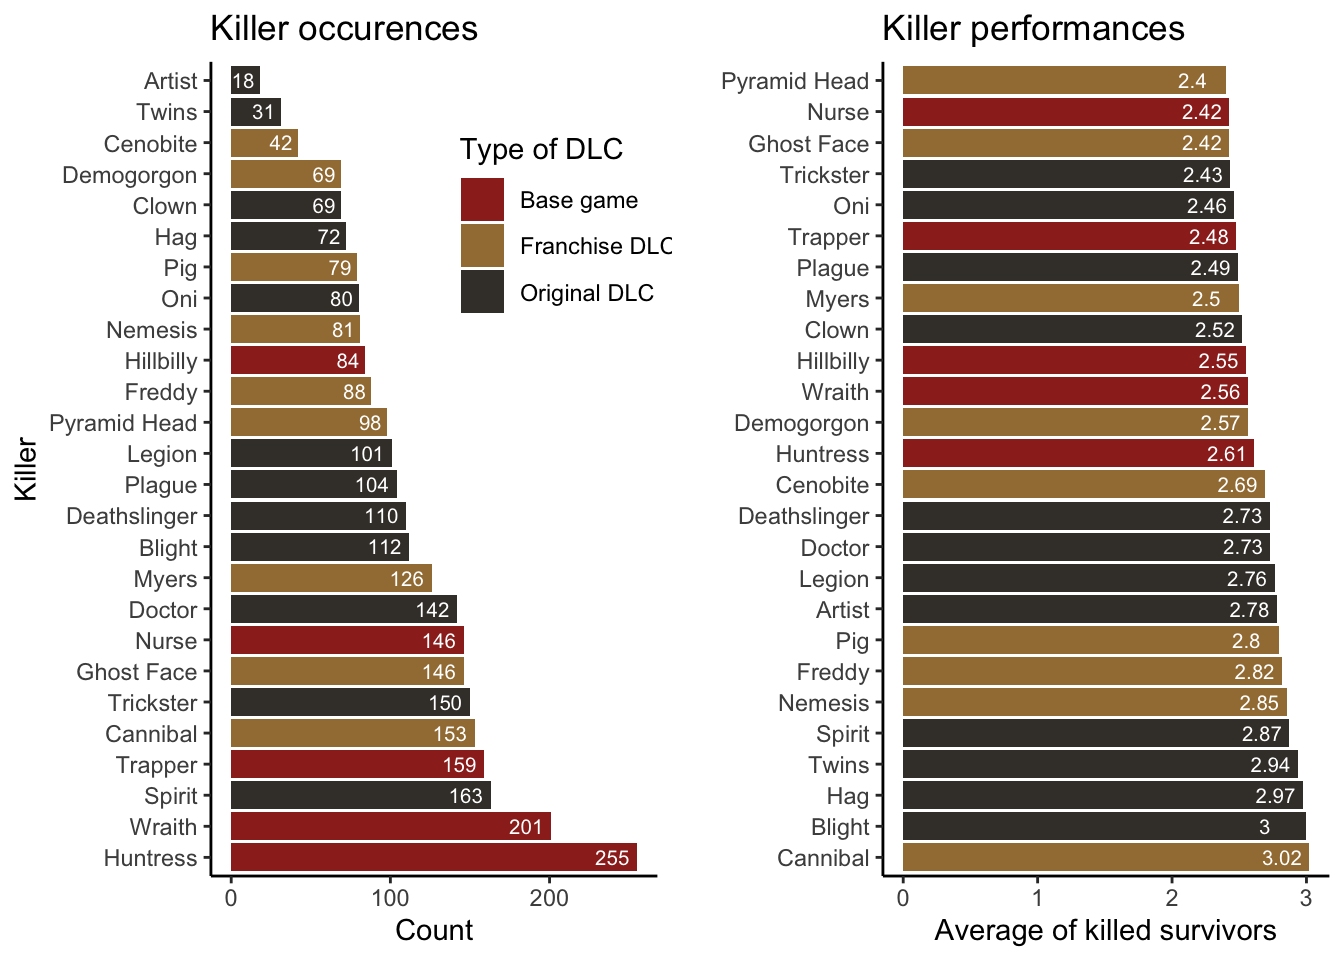 Killer occurences
Killer
Artist 18
Twins 31
Cenobite 42
Demogorgon 69
Clown 69
Hag 72
Pig 79
Oni 80
Nemesis 81
Hillbilly 84
Freddy 88
Pyramid Head 98
Legion 101
Plague 104
Deathslinger 110
Blight 112
Myers 126
Doctor 142
Nurse 146
Ghost Face 146
Trickster 150
Cannibal 153
Trapper 159
Spirit 163
Wraith 201
Huntress 255
0 100 200
Count
Type of DLC
Base game
Franchise DLC
Original DLC
Killer performances
Pyramid Head 2.4
Nurse 2.42
Ghost Face 2.42
Trickster 2.43
Oni 2.46
Trapper 2.48
Plague 2.49
Myers 2.5
Clown 2.52
Hillbilly 2.55
Wraith 2.56
Demogorgon 2.57
Huntress 2.61
Cenobite 2.69
Deathslinger 2.73
Doctor 2.73
Legion 2.76
Artist 2.78
Pig 2.8
Freddy 2.82
Nemesis 2.85
Spirit 2.87
Twins 2.94
Hag 2.97
Blight 3
Cannibal 3.02
0 1 2 3
Average of killed survivors